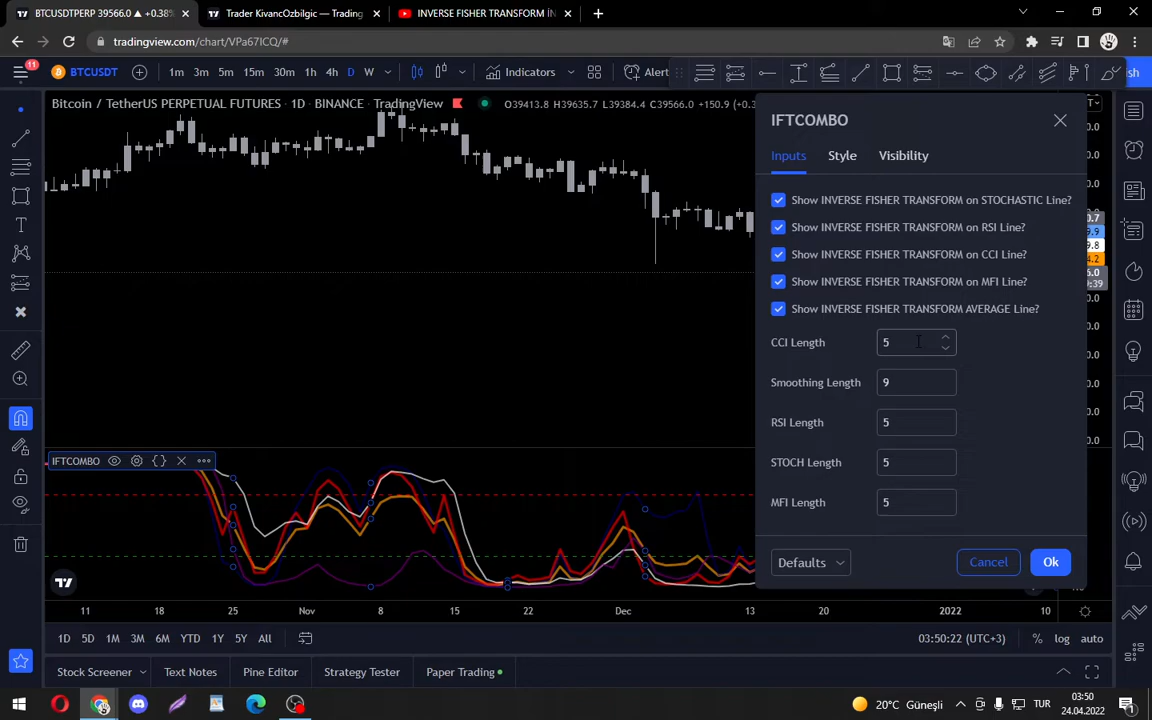 BTCUSDTPERP 39566.0 ▲ +0.38%
Trader KivancOzbilgic — Trading
INVERSE FISHER TRANSFORM İN
tradingview.com/chart/VPa67ICQ/#
11
BTCUSDT
1m 3m 5m 15m 30m 1h 4h D W
Indicators
Alert
sh
Bitcoin / TetherUS PERPETUAL FUTURES · 1D · BINANCE · TradingView
O39413.8 H39635.7 L39384.4 C39566.0 +150.9 (+0.3
IFTCOMBO
Inputs
Style
Visibility
Show INVERSE FISHER TRANSFORM on STOCHASTIC Line?
Show INVERSE FISHER TRANSFORM on RSI Line?
Show INVERSE FISHER TRANSFORM on CCI Line?
Show INVERSE FISHER TRANSFORM on MFI Line?
Show INVERSE FISHER TRANSFORM AVERAGE Line?
CCI Length 5
Smoothing Length 9
RSI Length 5
STOCH Length 5
MFI Length 5
Defaults
Cancel
Ok
IFTCOMBO
11 18 25 Nov 8 15 22 Dec 13 20 2022 10
1D 5D 1M 3M 6M YTD 1Y 5Y All
03:50:22 (UTC+3)
% log auto
Stock Screener
Text Notes
Pine Editor
Strategy Tester
Paper Trading
20°C Güneşli
TUR
03:50
24.04.2022
1